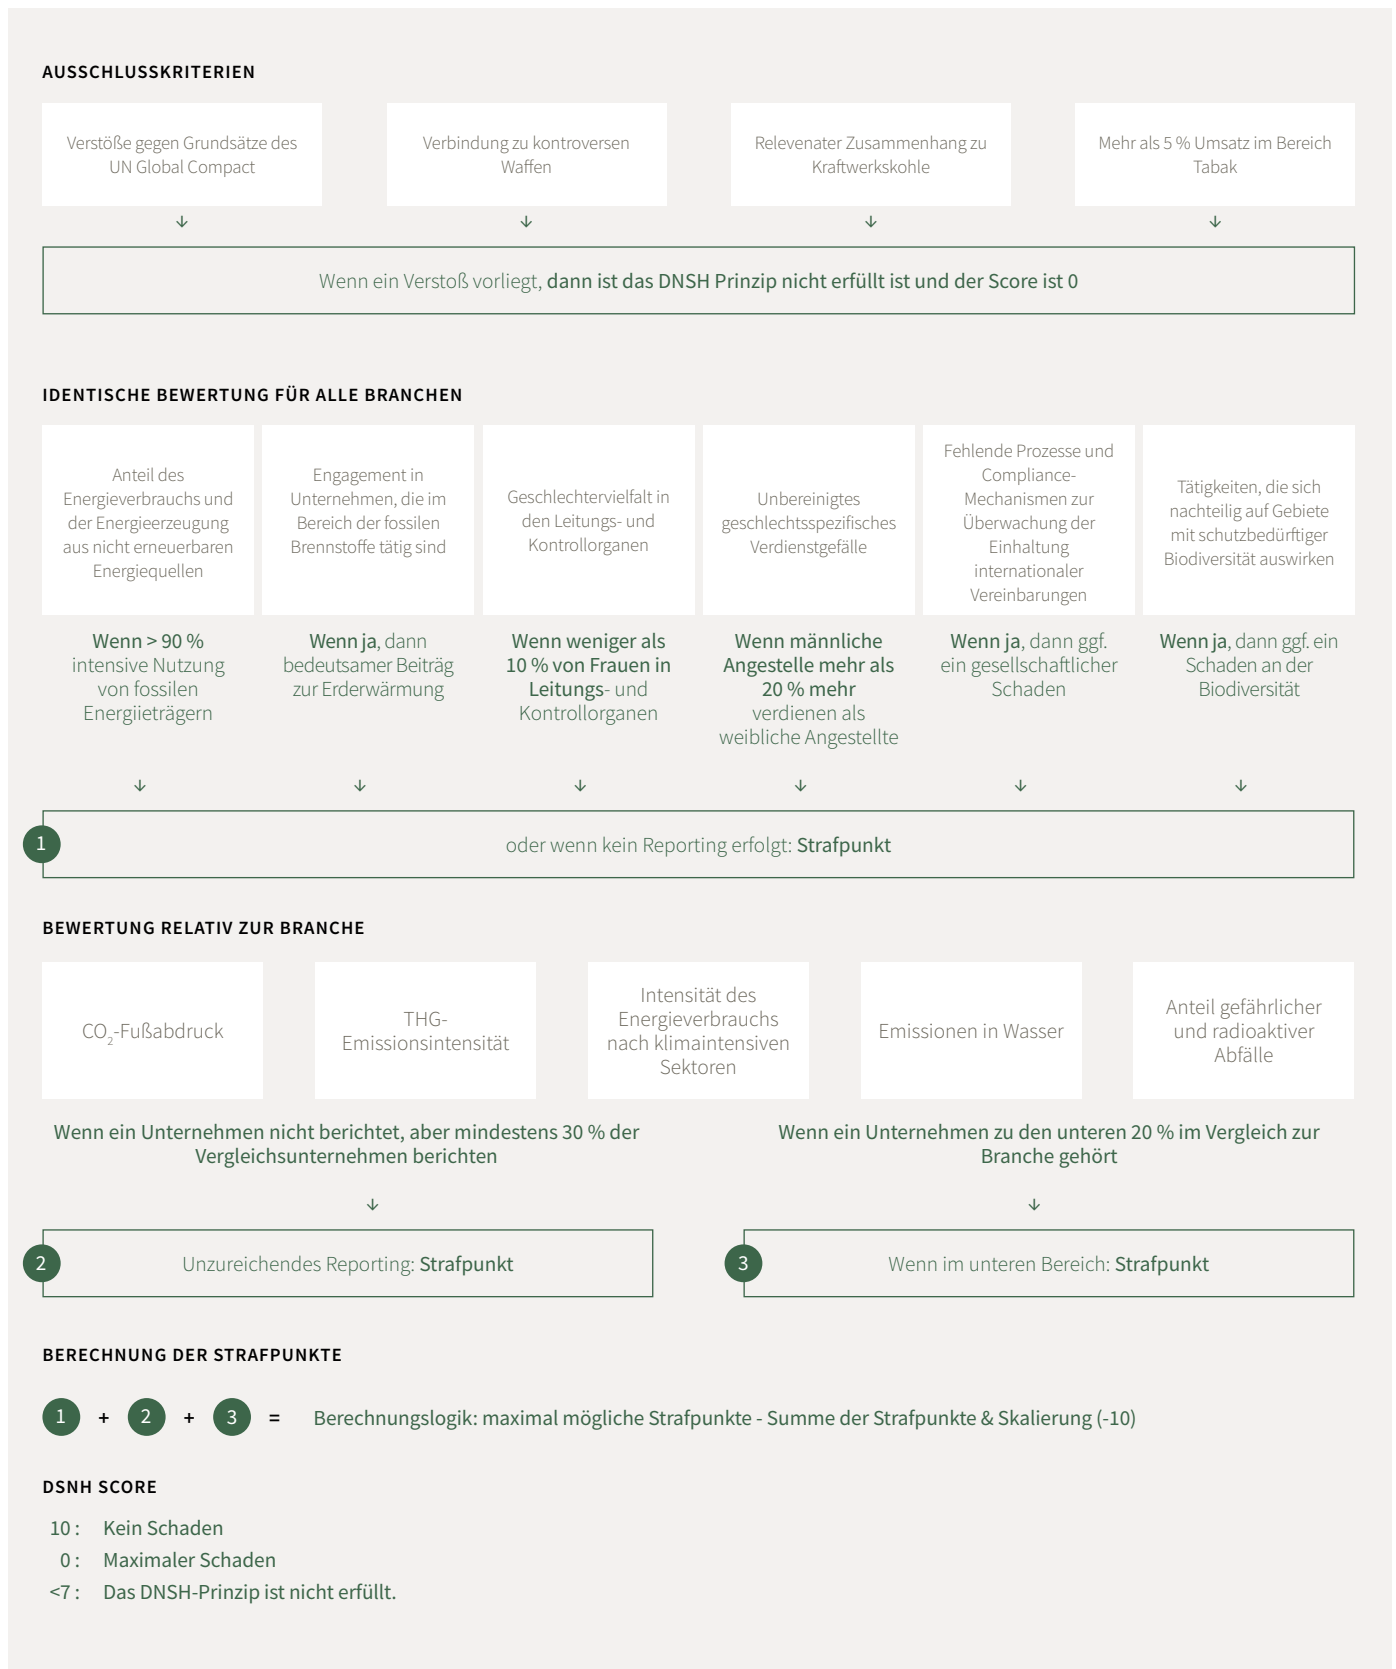 AUSSCHLUSSKRITERIEN
Verstöße gegen Grundsätze des
UN Global Compact
Verbindung zu kontroversen
Waffen
Relevenater Zusammenhang zu
Kraftwerkskohle
Mehr als 5 % Umsatz im Bereich
Tabak
Wenn ein Verstoß vorliegt, dann ist das DNSH Prinzip nicht erfüllt ist und der Score ist 0
IDENTISCHE BEWERTUNG FÜR ALLE BRANCHEN
Anteil des
Energieverbrauchs und
der Energieerzeugung
aus nicht erneuerbaren
Energiequellen
Engagement in
Unternehmen, die im
Bereich der fossilen
Brennstoffe tätig sind
Geschlechtervielfalt in
den Leitungs- und
Kontrollorganen
Unbereinigtes
geschlechtsspezifisches
Verdienstgefälle
Fehlende Prozesse und
Compliance-
Mechanismen zur
Überwachung der
Einhaltung
internationaler
Vereinbarungen
Tätigkeiten, die sich
nachteilig auf Gebiete
mit schutzbedürftiger
Biodiversität auswirken
Wenn > 90 %
intensive Nutzung
von fossilen
Energiieträgern
Wenn ja, dann
bedeutsamer Beiträg
zur Erderwärmung
Wenn weniger als
10 % von Frauen in
Leitungs- und
Kontrollorganen
Wenn männliche
Angestelle mehr als
20 % mehr
verdienen als
weibliche Angestellte
Wenn ja, dann ggf.
ein gesellschaftlicher
Schaden
Wenn ja, dann ggf. ein
Schaden an der
Biodiversität
1
oder wenn kein Reporting erfolgt: Strafpunkt
BEWERTUNG RELATIV ZUR BRANCHE
CO₂-Fußabdruck
THG-
Emissionsintensität
Intensität des
Energieverbrauchs
nach klimaintensiven
Sektoren
Emissionen in Wasser
Anteil gefährlicher
und radioaktiver
Abfälle
Wenn ein Unternehmen nicht berichtet, aber mindestens 30 % der
Vergleichsunternehmen berichten
Wenn ein Unternehmen zu den unteren 20 % im Vergleich zur
Branche gehört
2
Unzureichendes Reporting: Strafpunkt
3
Wenn im unteren Bereich: Strafpunkt
BERECHNUNG DER STRAFPUNKTE
1 + 2 + 3 = Berechnungslogik: maximal mögliche Strafpunkte - Summe der Strafpunkte & Skalierung (-10)
DSNH SCORE
10 : Kein Schaden
0 : Maximaler Schaden
<7 : Das DNSH-Prinzip ist nicht erfüllt.